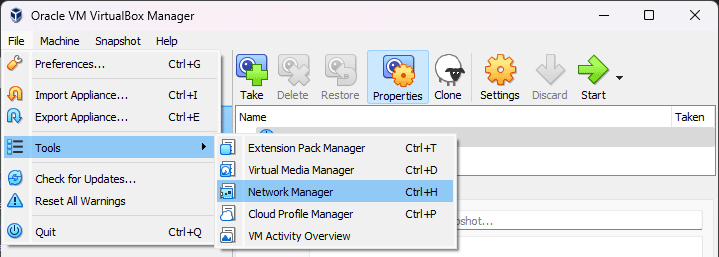 Oracle VM VirtualBox Manager
File Machine Snapshot Help
Preferences... Ctrl+G
Import Appliance... Ctrl+I
Export Appliance... Ctrl+E
Tools
Check for Updates...
Reset All Warnings
Quit Ctrl+Q
Take Delete Restore Properties Clone Settings Discard Start
Name Taken
Extension Pack Manager Ctrl+T
Virtual Media Manager Ctrl+D
Network Manager Ctrl+H
Cloud Profile Manager Ctrl+P
VM Activity Overview